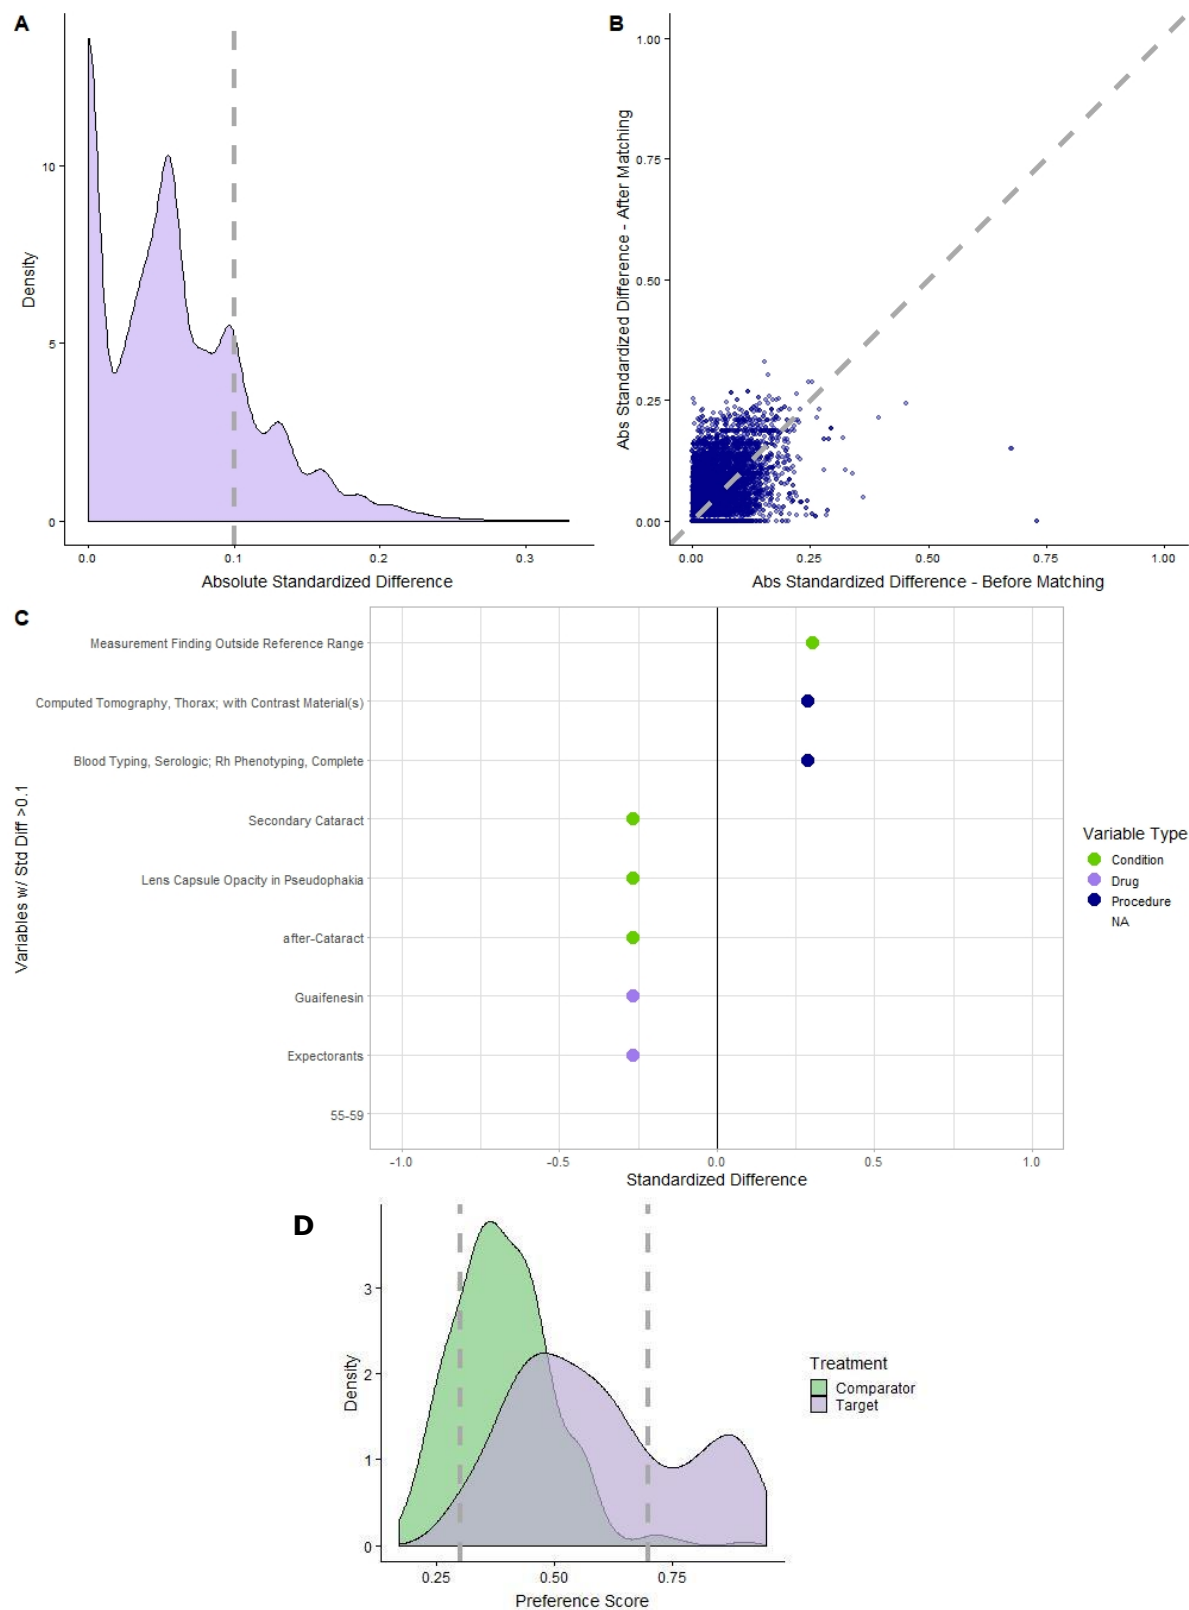 A
Density
10
5
0
0.0
0.1
0.2
0.3
Absolute Standardized Difference
B
Abs Standardized Difference - After Matching
1.00
0.75
0.50
0.25
0.00
0.00
0.25
0.50
0.75
1.00
Abs Standardized Difference - Before Matching
C
Variables w/ Std Diff >0.1
Measurement Finding Outside Reference Range
Computed Tomography, Thorax; with Contrast Material(s)
Blood Typing, Serologic; Rh Phenotyping, Complete
Secondary Cataract
Lens Capsule Opacity in Pseudophakia
after-Cataract
Guaifenesin
Expectorants
55-59
-1.0
-0.5
0.0
0.5
1.0
Standardized Difference
Variable Type
Condition
Drug
Procedure
NA
D
Density
3
2
1
0
0.25
0.50
0.75
Preference Score
Treatment
Comparator
Target